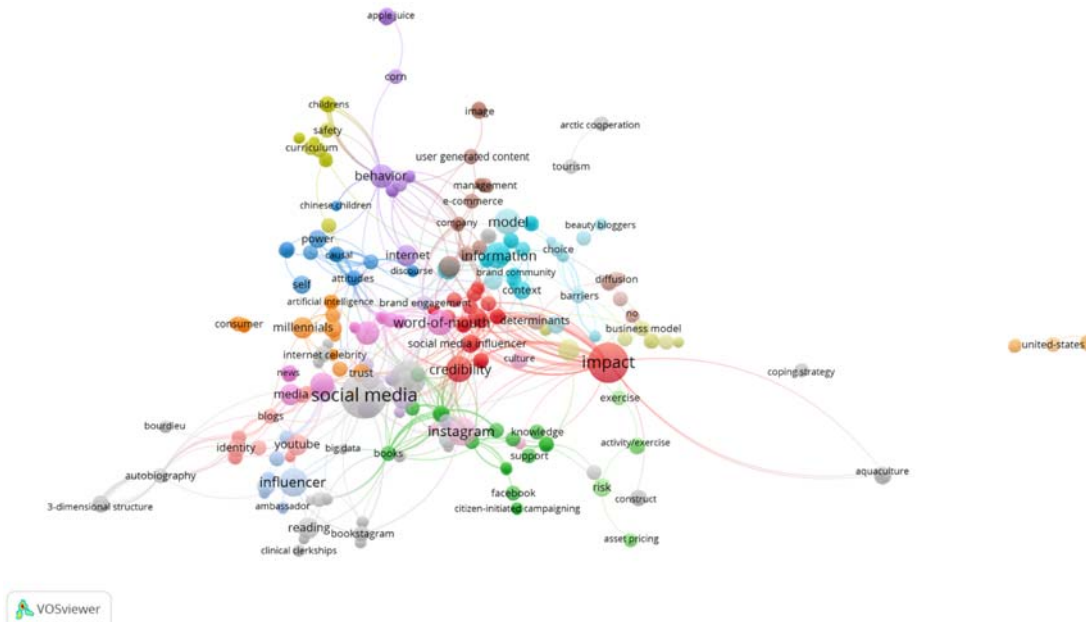 apple juice
corn
childrens
safety
curriculum
image
arctic cooperation
tourism
user generated content
behavior
management
e-commerce
chinese children
company
model
beauty bloggers
power
causal
internet
information
choice
discourse
brand community
attitudes
self
context
barriers
diffusion
artificial intelligence
brand engagement
no
consumer
millennials
word-of-mouth
determinants
business model
social media influencer
united-states
internet celebrity
culture
impact
trust
credibility
news
coping strategy
media
social media
exercise
blogs
bourdieu
instagram
knowledge
identity
youtube
big data
books
support
activity/exercise
autobiography
aquaculture
influencer
risk
facebook
construct
3-dimensional structure
ambassador
citizen-initiated campaigning
reading
bookstagram
clinical clerkships
asset pricing
VOSviewer